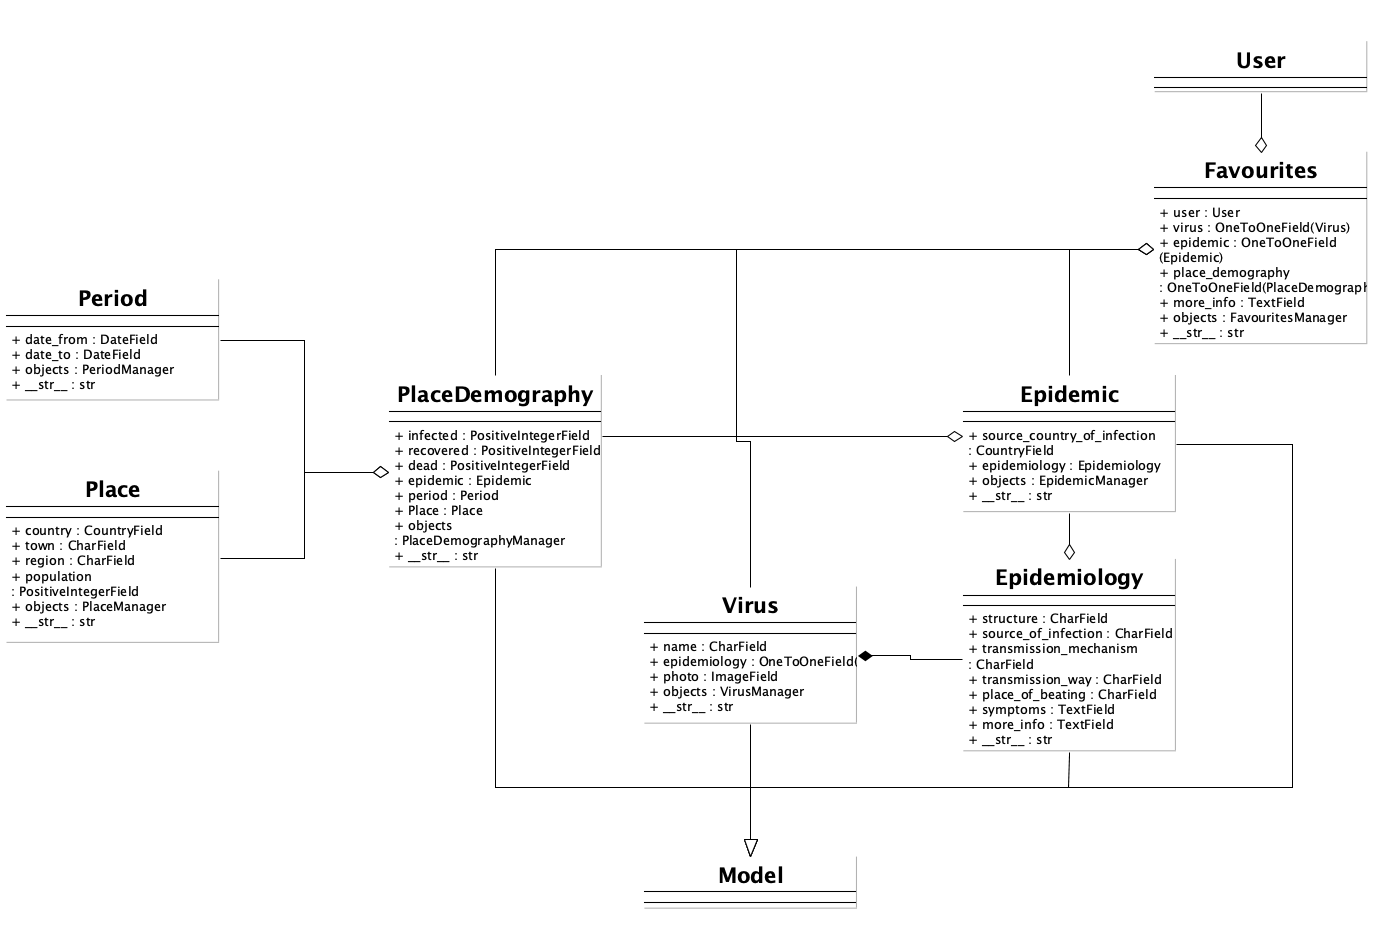 User
Favourites
+ user : User
+ virus : OneToOneField(Virus)
+ epidemic : OneToOneField
(Epidemic)
+ place_demography
: OneToOneField(PlaceDemograph
+ more_info : TextField
+ objects : FavouritesManager
+ __str__ : str
Period
+ date_from : DateField
+ date_to : DateField
+ objects : PeriodManager
+ __str__ : str
Place
+ country : CountryField
+ town : CharField
+ region : CharField
+ population
: PositiveIntegerField
+ objects : PlaceManager
+ __str__ : str
PlaceDemography
+ infected : PositiveIntegerField
+ recovered : PositiveIntegerField
+ dead : PositiveIntegerField
+ epidemic : Epidemic
+ period : Period
+ Place : Place
+ objects
: PlaceDemographyManager
+ __str__ : str
Epidemic
+ source_country_of_infection
: CountryField
+ epidemiology : Epidemiology
+ objects : EpidemicManager
+ __str__ : str
Virus
+ name : CharField
+ epidemiology : OneToOneField(
+ photo : ImageField
+ objects : VirusManager
+ __str__ : str
Epidemiology
+ structure : CharField
+ source_of_infection : CharField
+ transmission_mechanism
: CharField
+ transmission_way : CharField
+ place_of_beating : CharField
+ symptoms : TextField
+ more_info : TextField
+ __str__ : str
Model